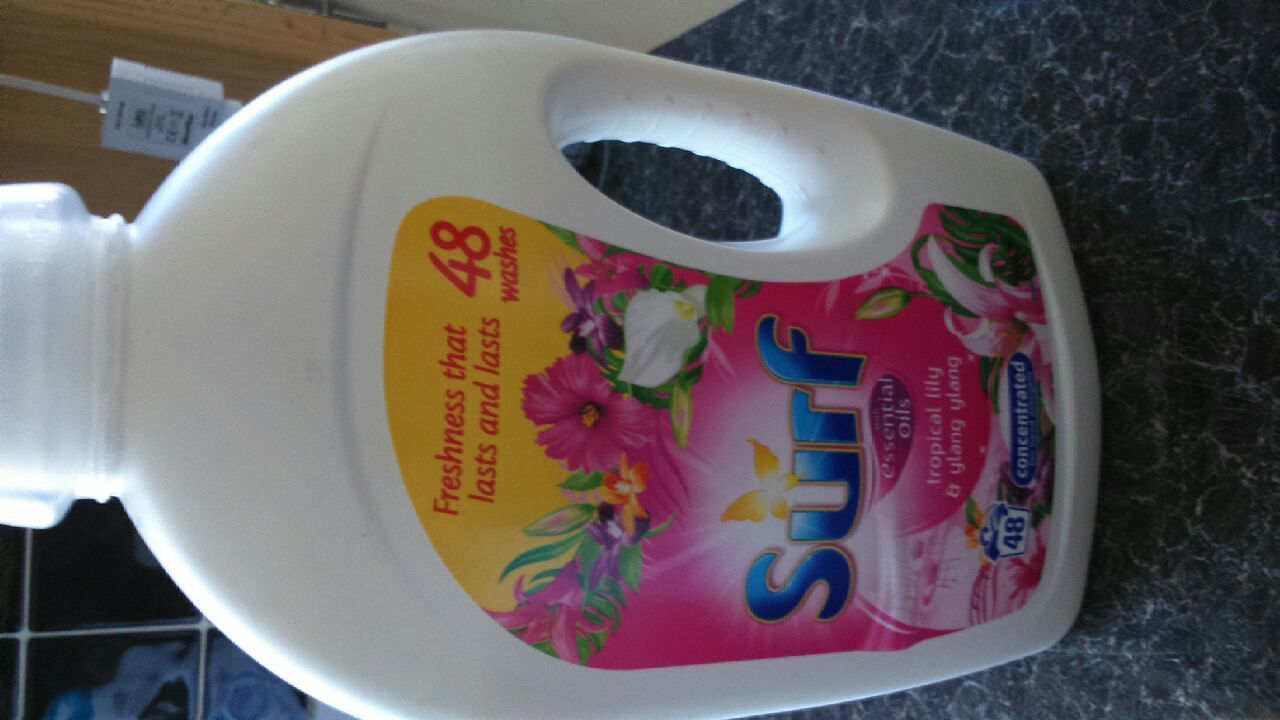 Freshness that
lasts and lasts
48
washes
Surf
with
essential
oils
tropical lily
& ylang ylang
concentrated
48